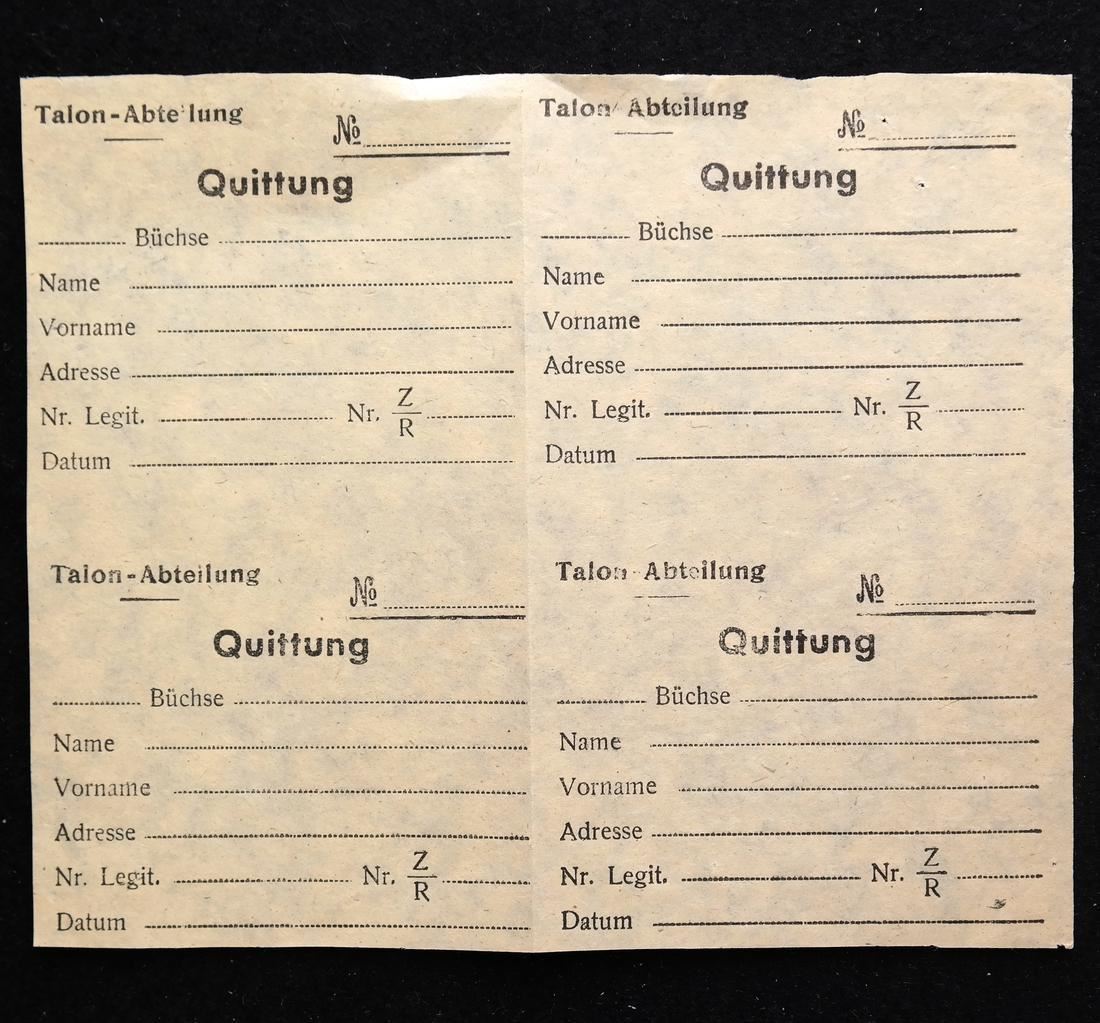 Talon-Abteilung
№
Quittung
Büchse
Name
Vorname
Adresse
Nr. Legit. Nr. Z
R
Datum
Talon-Abteilung
№
Quittung
Büchse
Name
Vorname
Adresse
Nr. Legit. Nr. Z
R
Datum
Talon-Abteilung
№
Quittung
Büchse
Name
Vorname
Adresse
Nr. Legit. Nr. Z
R
Datum
Talon-Abteilung
№
Quittung
Büchse
Name
Vorname
Adresse
Nr. Legit. Nr. Z
R
Datum